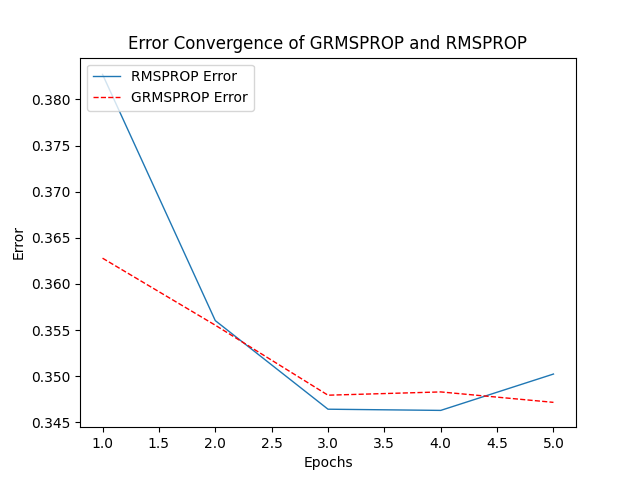 Error Convergence of GRMSPROP and RMSPROP
RMSPROP Error
GRMSPROP Error
0.380
0.375
0.370
0.365
0.360
0.355
0.350
0.345
Error
1.0 1.5 2.0 2.5 3.0 3.5 4.0 4.5 5.0
Epochs